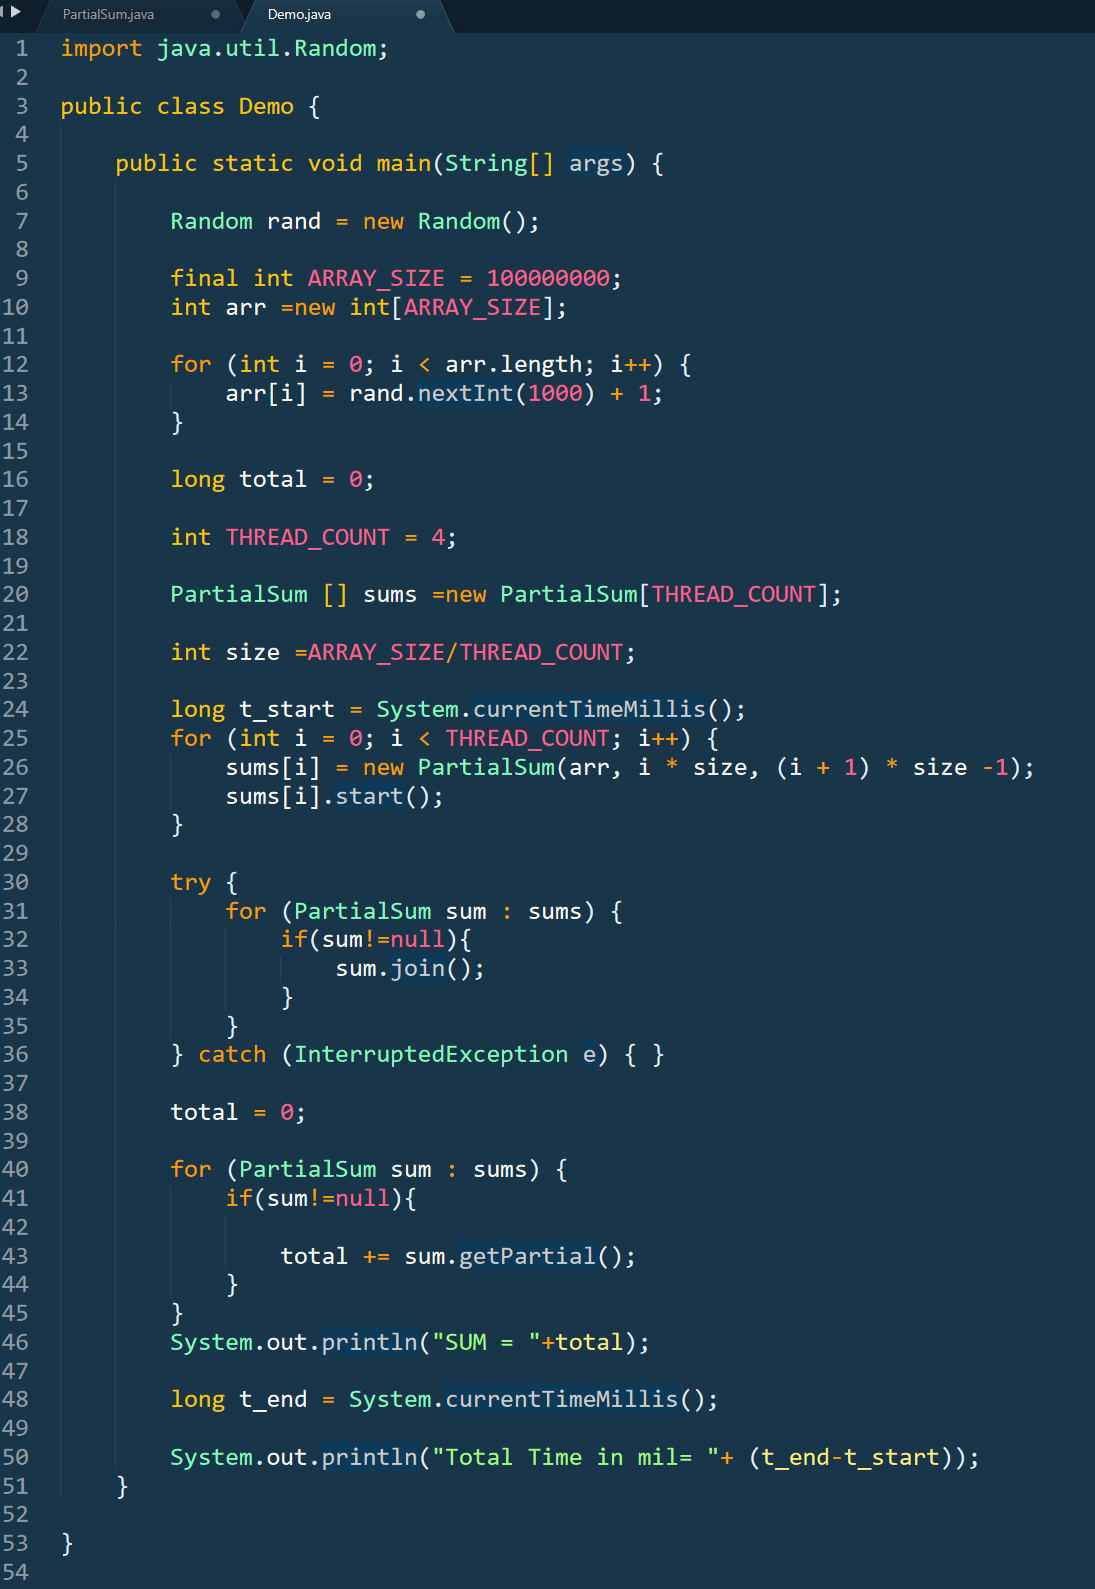 PartialSum.java Demo.java
1 import java.util.Random;
2
3 public class Demo {
4
5 public static void main(String[] args) {
6
7 Random rand = new Random();
8
9 final int ARRAY_SIZE = 100000000;
10 int arr =new int[ARRAY_SIZE];
11
12 for (int i = 0; i < arr.length; i++) {
13 arr[i] = rand.nextInt(1000) + 1;
14 }
15
16 long total = 0;
17
18 int THREAD_COUNT = 4;
19
20 PartialSum [] sums =new PartialSum[THREAD_COUNT];
21
22 int size =ARRAY_SIZE/THREAD_COUNT;
23
24 long t_start = System.currentTimeMillis();
25 for (int i = 0; i < THREAD_COUNT; i++) {
26 sums[i] = new PartialSum(arr, i * size, (i + 1) * size -1);
27 sums[i].start();
28 }
29
30 try {
31 for (PartialSum sum : sums) {
32 if(sum!=null){
33 sum.join();
34 }
35 }
36 } catch (InterruptedException e) { }
37
38 total = 0;
39
40 for (PartialSum sum : sums) {
41 if(sum!=null){
42
43 total += sum.getPartial();
44 }
45 }
46 System.out.println("SUM = "+total);
47
48 long t_end = System.currentTimeMillis();
49
50 System.out.println("Total Time in mil= "+ (t_end-t_start));
51 }
52
53 }
54